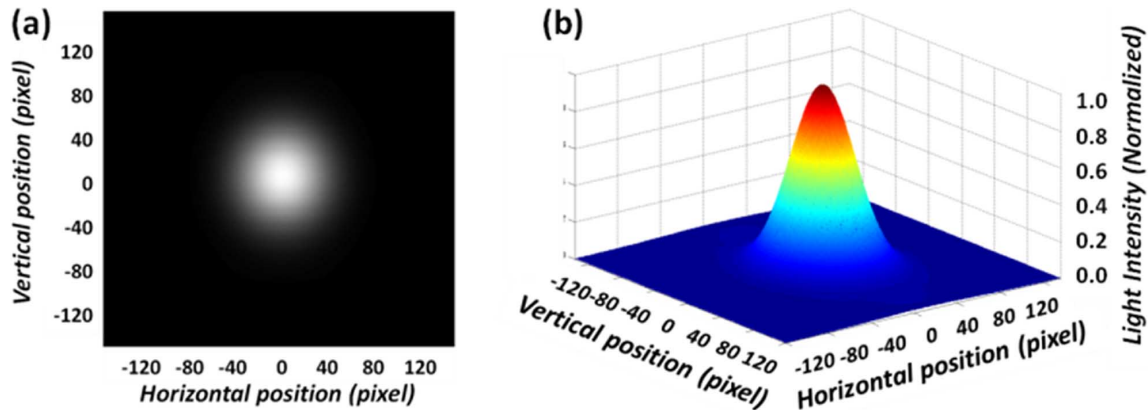 (a)
120
80
40
0
-40
-80
-120
Vertical position (pixel)
-120 -80 -40 0 40 80 120
Horizontal position (pixel)
(b)
1.0
0.8
0.6
0.4
0.2
0.0
Light Intensity (Normalized)
-120 -80 -40 0 40 80 120
Vertical position (pixel)
-120 -80 -40 0 40 80 120
Horizontal position (pixel)